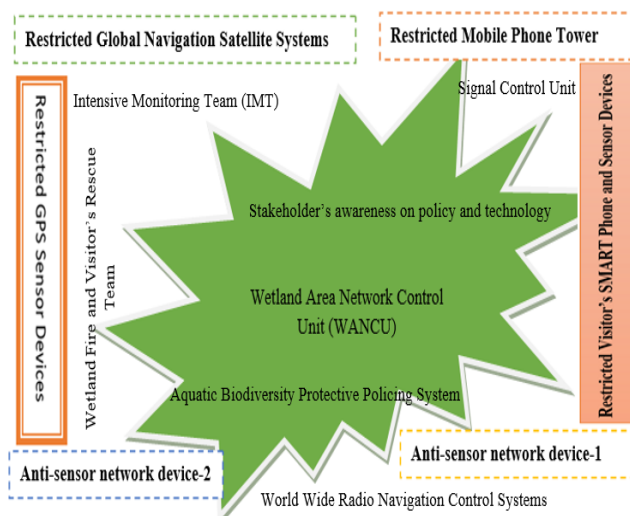 Restricted Global Navigation Satellite Systems
Restricted Mobile Phone Tower
Intensive Monitoring Team (IMT)
Signal Control Unit
Restricted GPS Sensor Devices
Wetland Fire and Visitor's Rescue
Team
Restricted Visitor's SMART Phone and Sensor Devices
Stakeholder's awareness on policy and technology
Wetland Area Network Control
Unit (WANCU)
Aquatic Biodiversity Protective Policing System
Anti-sensor network device-1
Anti-sensor network device-2
World Wide Radio Navigation Control Systems